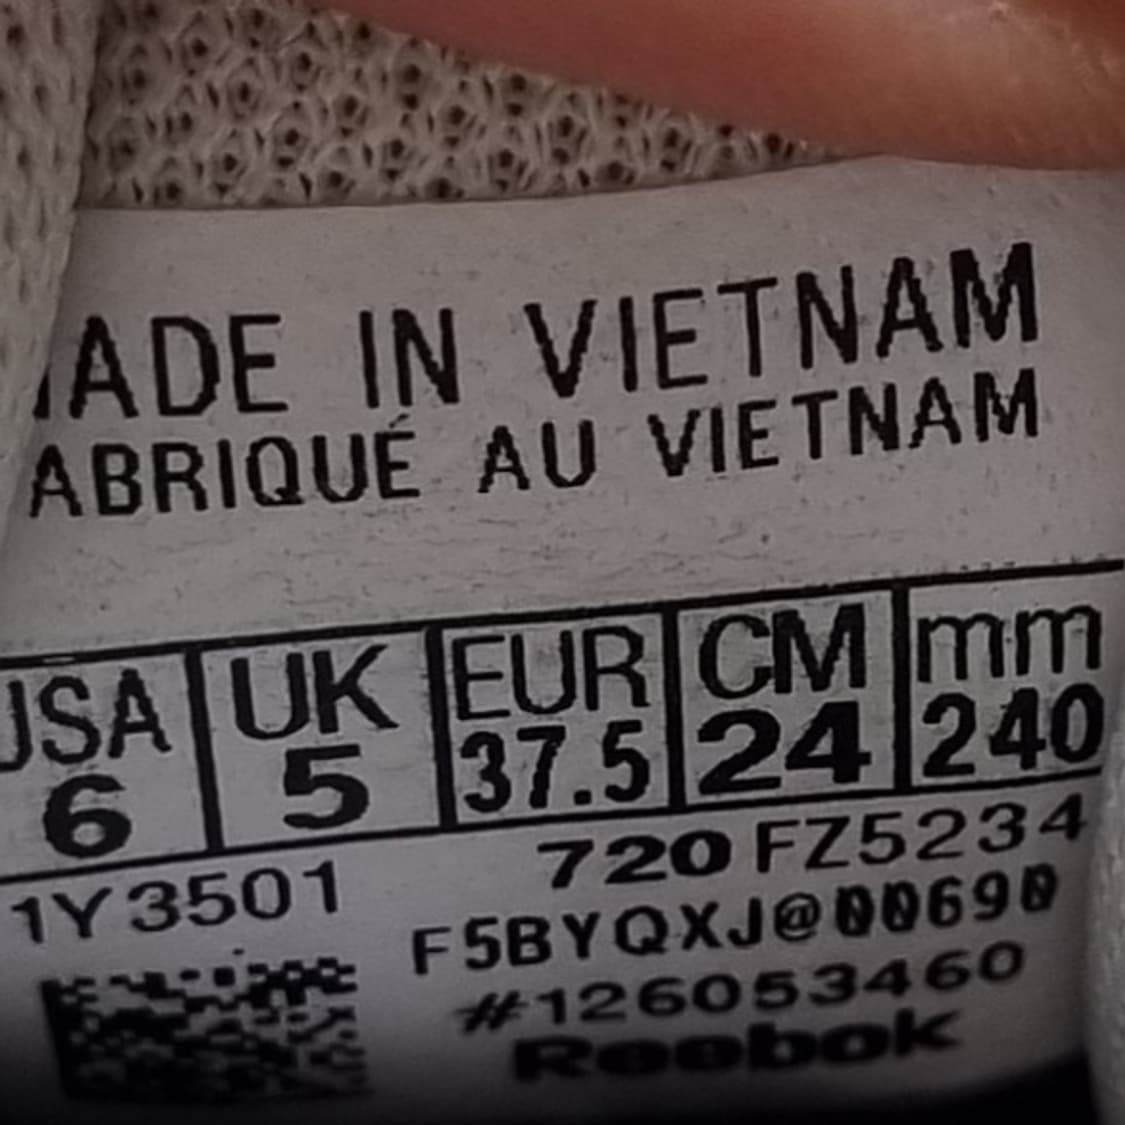 MADE IN VIETNAM
ABRIQUÉ AU VIETNAM
USA UK EUR CM mm
6 5 37.5 24 240
1Y3501 720 FZ5234
F5BYQXJ@00690
#126053460
Reebok